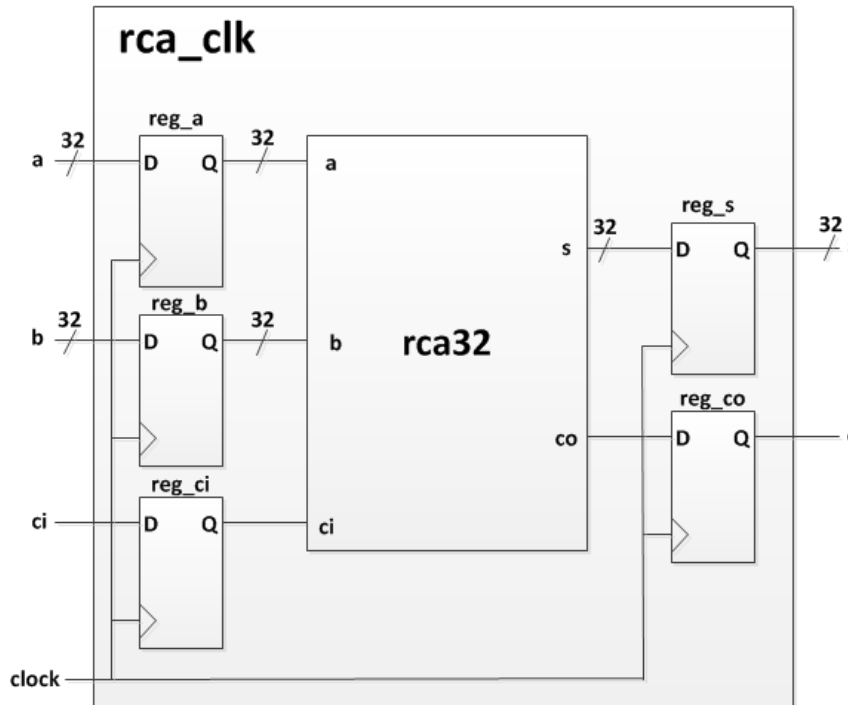 rca_clk
reg_a
32 32
a D Q a
reg_s
32 32
s D Q
reg_b
32 32
b D Q b
rca32
reg_co
co D Q
reg_ci
ci D Q ci
clock